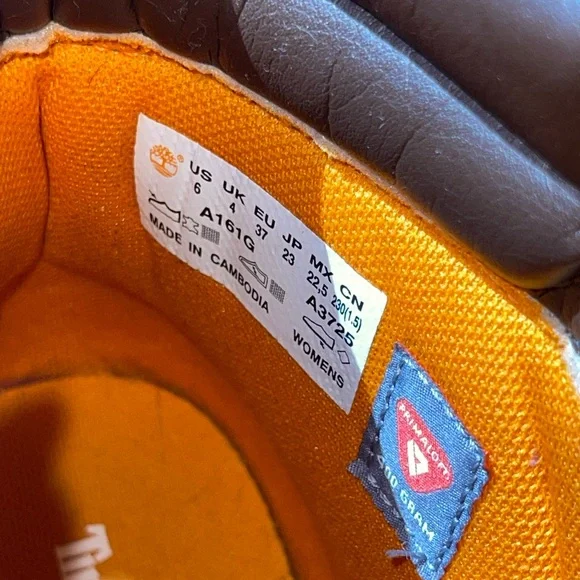 US UK EU JP MX CN
6 4 37 23 22,5 230(1.5)
A161G A3725
MADE IN CAMBODIA WOMENS
PRIMALOFT
400 GRAM